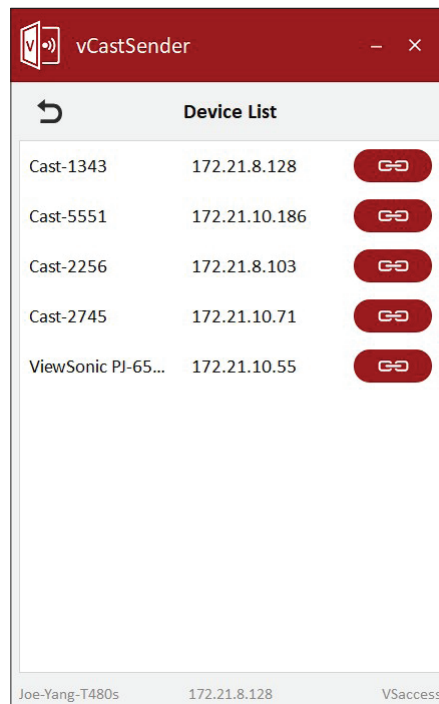 V vCastSender
Device List
Cast-1343 172.21.8.128
Cast-5551 172.21.10.186
Cast-2256 172.21.8.103
Cast-2745 172.21.10.71
ViewSonic PJ-65... 172.21.10.55
Joe-Yang-T480s 172.21.8.128 VSaccess